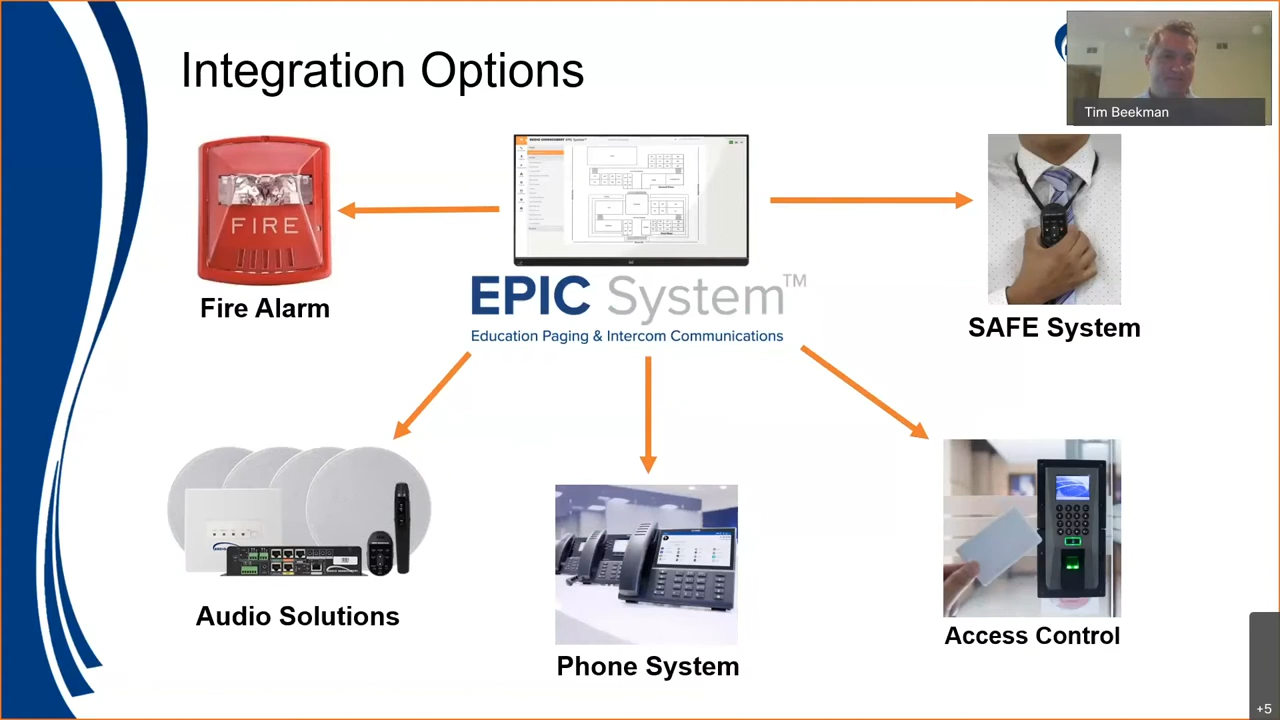 Integration Options
Tim Beekman
FIRE
Fire Alarm
EPIC System™
Education Paging & Intercom Communications
SAFE System
Audio Solutions
Phone System
Access Control
+5